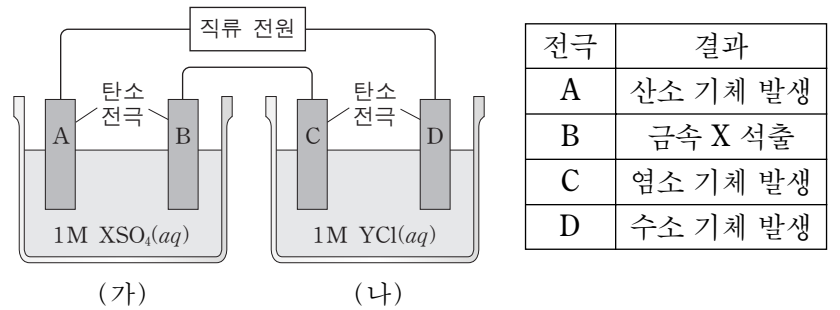 직류 전원
탄소 전극
탄소 전극
A
B
C
D
1M XSO₄(aq)
1M YCl(aq)
(가)
(나)
전극 결과
A 산소 기체 발생
B 금속 X 석출
C 염소 기체 발생
D 수소 기체 발생